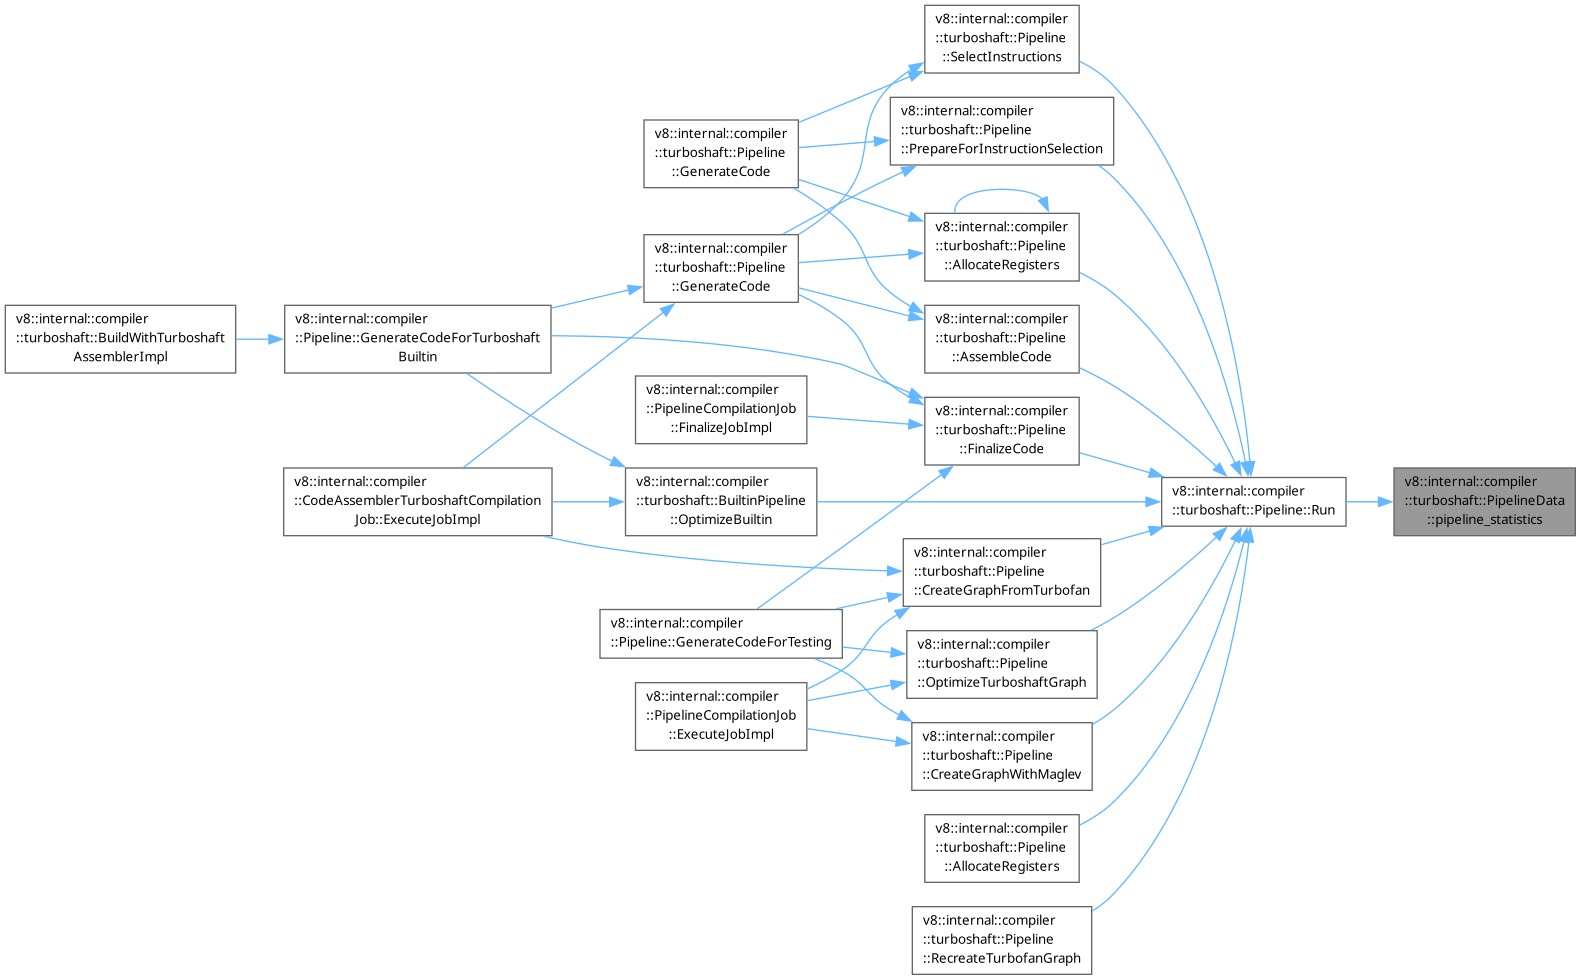 v8::internal::compiler
::turboshaft::Pipeline
::SelectInstructions
v8::internal::compiler
::turboshaft::Pipeline
::PrepareForInstructionSelection
v8::internal::compiler
::turboshaft::Pipeline
::GenerateCode
v8::internal::compiler
::turboshaft::Pipeline
::AllocateRegisters
v8::internal::compiler
::turboshaft::Pipeline
::GenerateCode
v8::internal::compiler
::turboshaft::BuildWithTurboshaft
AssemblerImpl
v8::internal::compiler
::Pipeline::GenerateCodeForTurboshaft
Builtin
v8::internal::compiler
::turboshaft::Pipeline
::AssembleCode
v8::internal::compiler
::PipelineCompilationJob
::FinalizeJobImpl
v8::internal::compiler
::turboshaft::Pipeline
::FinalizeCode
v8::internal::compiler
::CodeAssemblerTurboshaftCompilation
Job::ExecuteJobImpl
v8::internal::compiler
::turboshaft::BuiltinPipeline
::OptimizeBuiltin
v8::internal::compiler
::turboshaft::Pipeline::Run
v8::internal::compiler
::turboshaft::PipelineData
::pipeline_statistics
v8::internal::compiler
::turboshaft::Pipeline
::CreateGraphFromTurbofan
v8::internal::compiler
::Pipeline::GenerateCodeForTesting
v8::internal::compiler
::turboshaft::Pipeline
::OptimizeTurboshaftGraph
v8::internal::compiler
::PipelineCompilationJob
::ExecuteJobImpl
v8::internal::compiler
::turboshaft::Pipeline
::CreateGraphWithMaglev
v8::internal::compiler
::turboshaft::Pipeline
::AllocateRegisters
v8::internal::compiler
::turboshaft::Pipeline
::RecreateTurbofanGraph